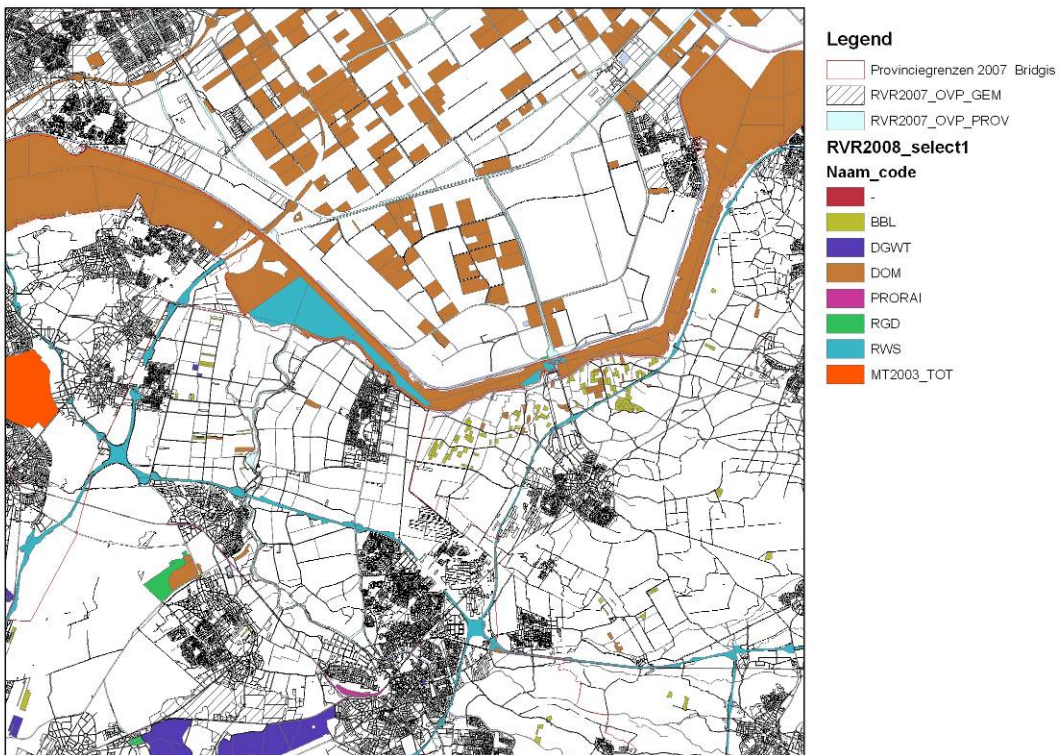 Legend
Provinciegrenzen 2007 Bridgis
RVR2007_OVP_GEM
RVR2007_OVP_PROV
RVR2008_select1
Naam_code
-
BBL
DGWT
DOM
PRORAI
RGD
RWS
MT2003_TOT